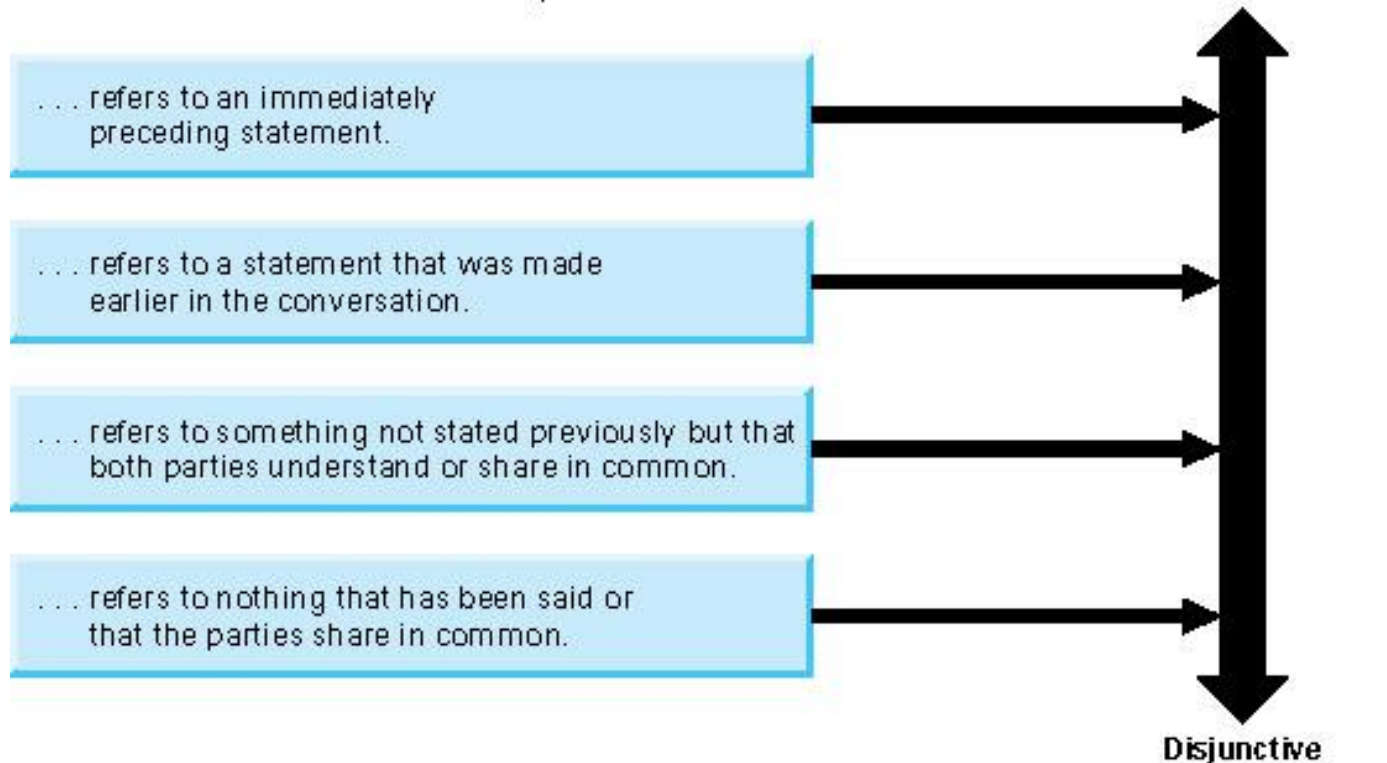 . . . refers to an immediately
preceding statement.
. . . refers to a statement that was made
earlier in the conversation.
. . . refers to something not stated previously but that
both parties understand or share in common.
. . . refers to nothing that has been said or
that the parties share in common.
Disjunctive